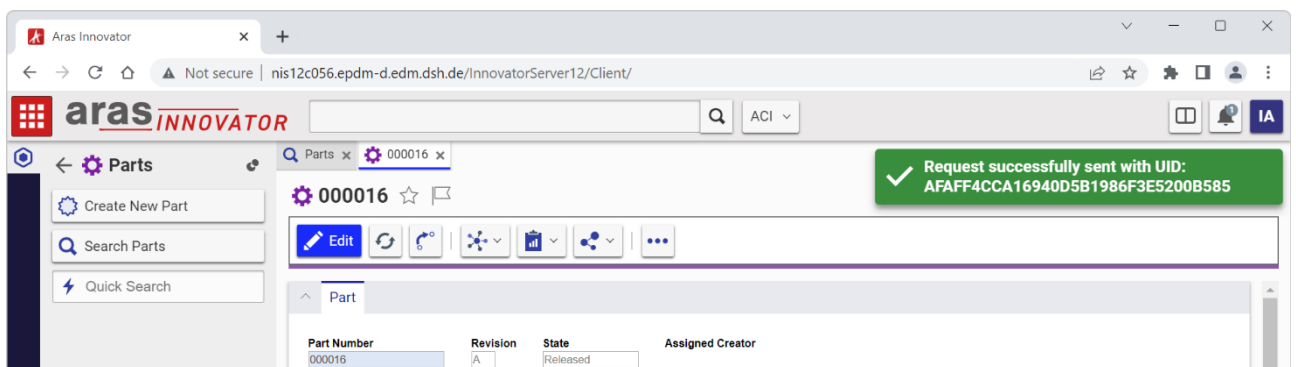 Aras Innovator
Not secure | nis12c056.epdm-d.edm.dsh.de/InnovatorServer12/Client/
aras INNOVATOR
ACI
IA
Parts
Parts
000016
Request successfully sent with UID:
AFAFF4CCA16940D5B1986F3E5200B585
000016
Create New Part
Edit
Search Parts
Quick Search
Part
Part Number
Revision
State
Assigned Creator
000016
A
Released